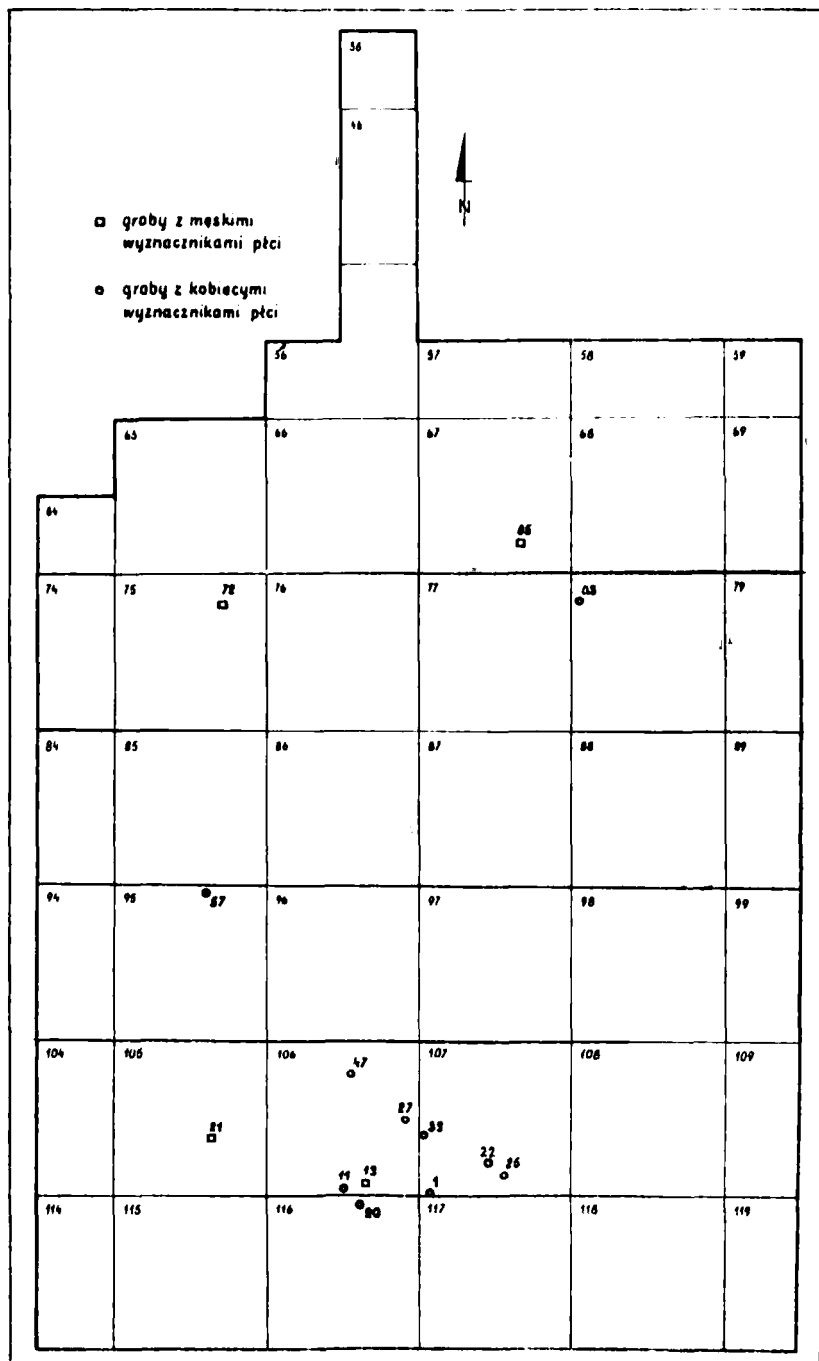 36
46
N
groby z męskimi
wyznacznikami płci
groby z kobiecymi
wyznacznikami płci
56 57 58 59
65 66 67 68 69
64
86
74 75 72 76 77 79
84 85 86 87 88 89
94 95 96 97 98 99
57
104 105 106 107 108 109
47
27
32
21
22
26
11 13 1
114 115 116 20 117 118 119